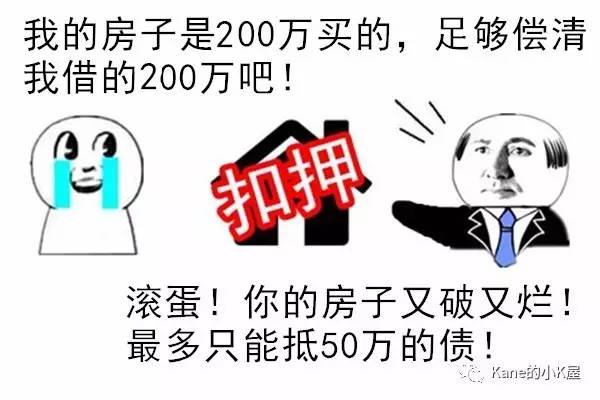 我的房子是200万买的，足够偿清
我借的200万吧！
扣押
滚蛋！你的房子又破又烂！
最多只能抵50万的债！
Kane的小K屋